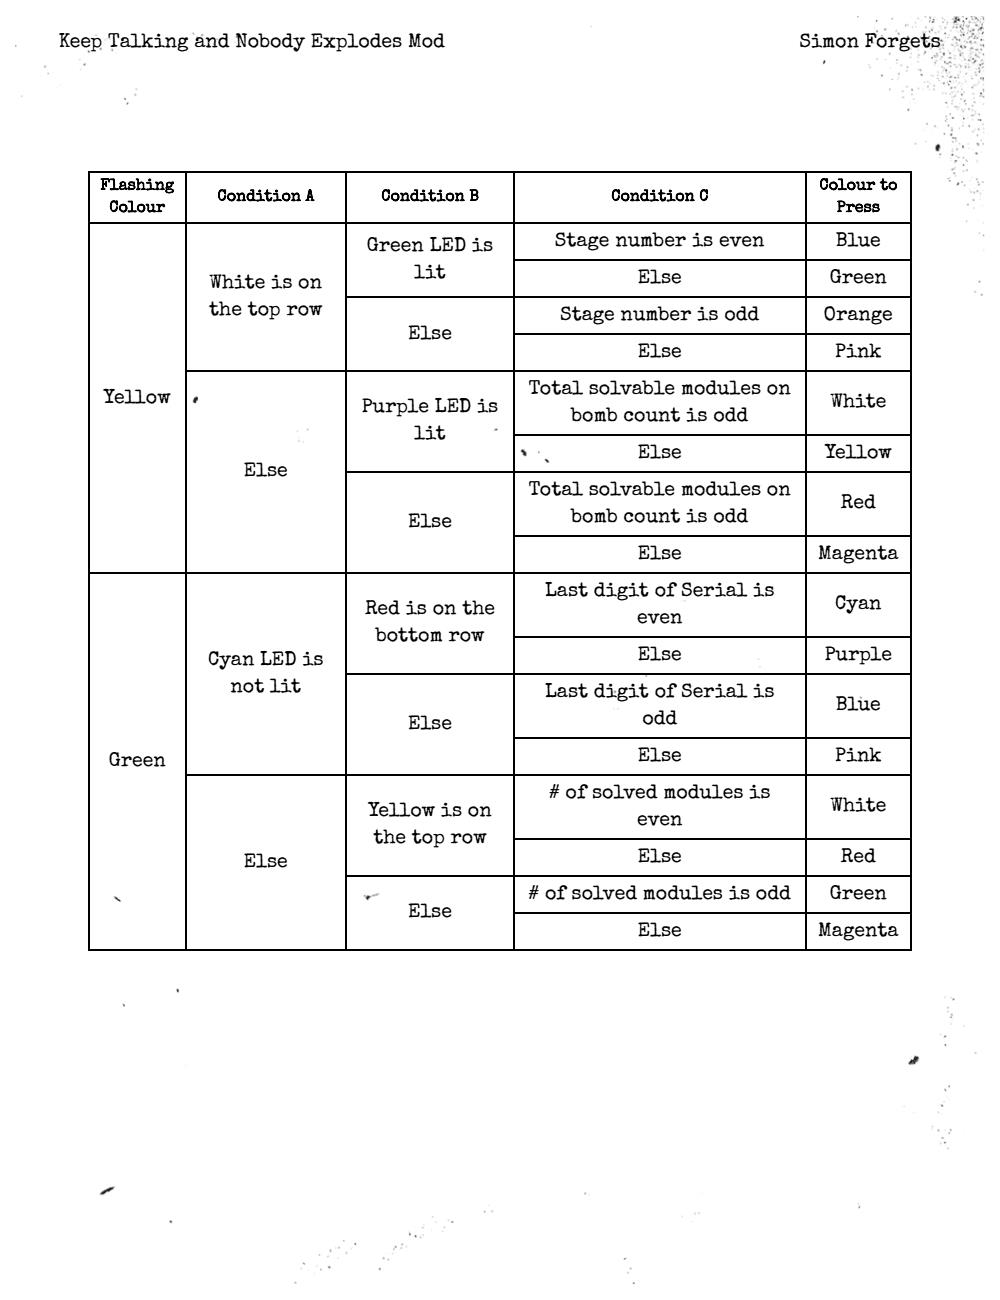 Keep Talking and Nobody Explodes Mod
Simon Forgets
Flashing
Colour
Condition A
Condition B
Condition C
Colour to
Press
Yellow
White is on
the top row
Green LED is
lit
Stage number is even
Blue
Else
Green
Else
Stage number is odd
Orange
Else
Pink
Else
Purple LED is
lit
Total solvable modules on
bomb count is odd
White
Else
Yellow
Else
Total solvable modules on
bomb count is odd
Red
Else
Magenta
Green
Cyan LED is
not lit
Red is on the
bottom row
Last digit of Serial is
even
Cyan
Else
Purple
Else
Last digit of Serial is
odd
Blue
Else
Pink
Else
Yellow is on
the top row
# of solved modules is
even
White
Else
Red
Else
# of solved modules is odd
Green
Else
Magenta